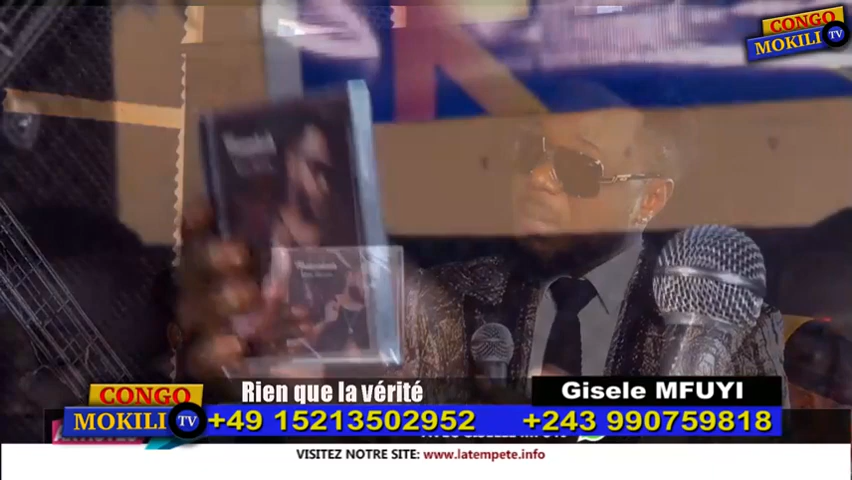 CONGO
MOKILI TV
CONGO
MOKILI TV
Rien que la vérité
Gisele MFUYI
+49 15213502952
+243 990759818
VISITEZ NOTRE SITE: www.latempete.info